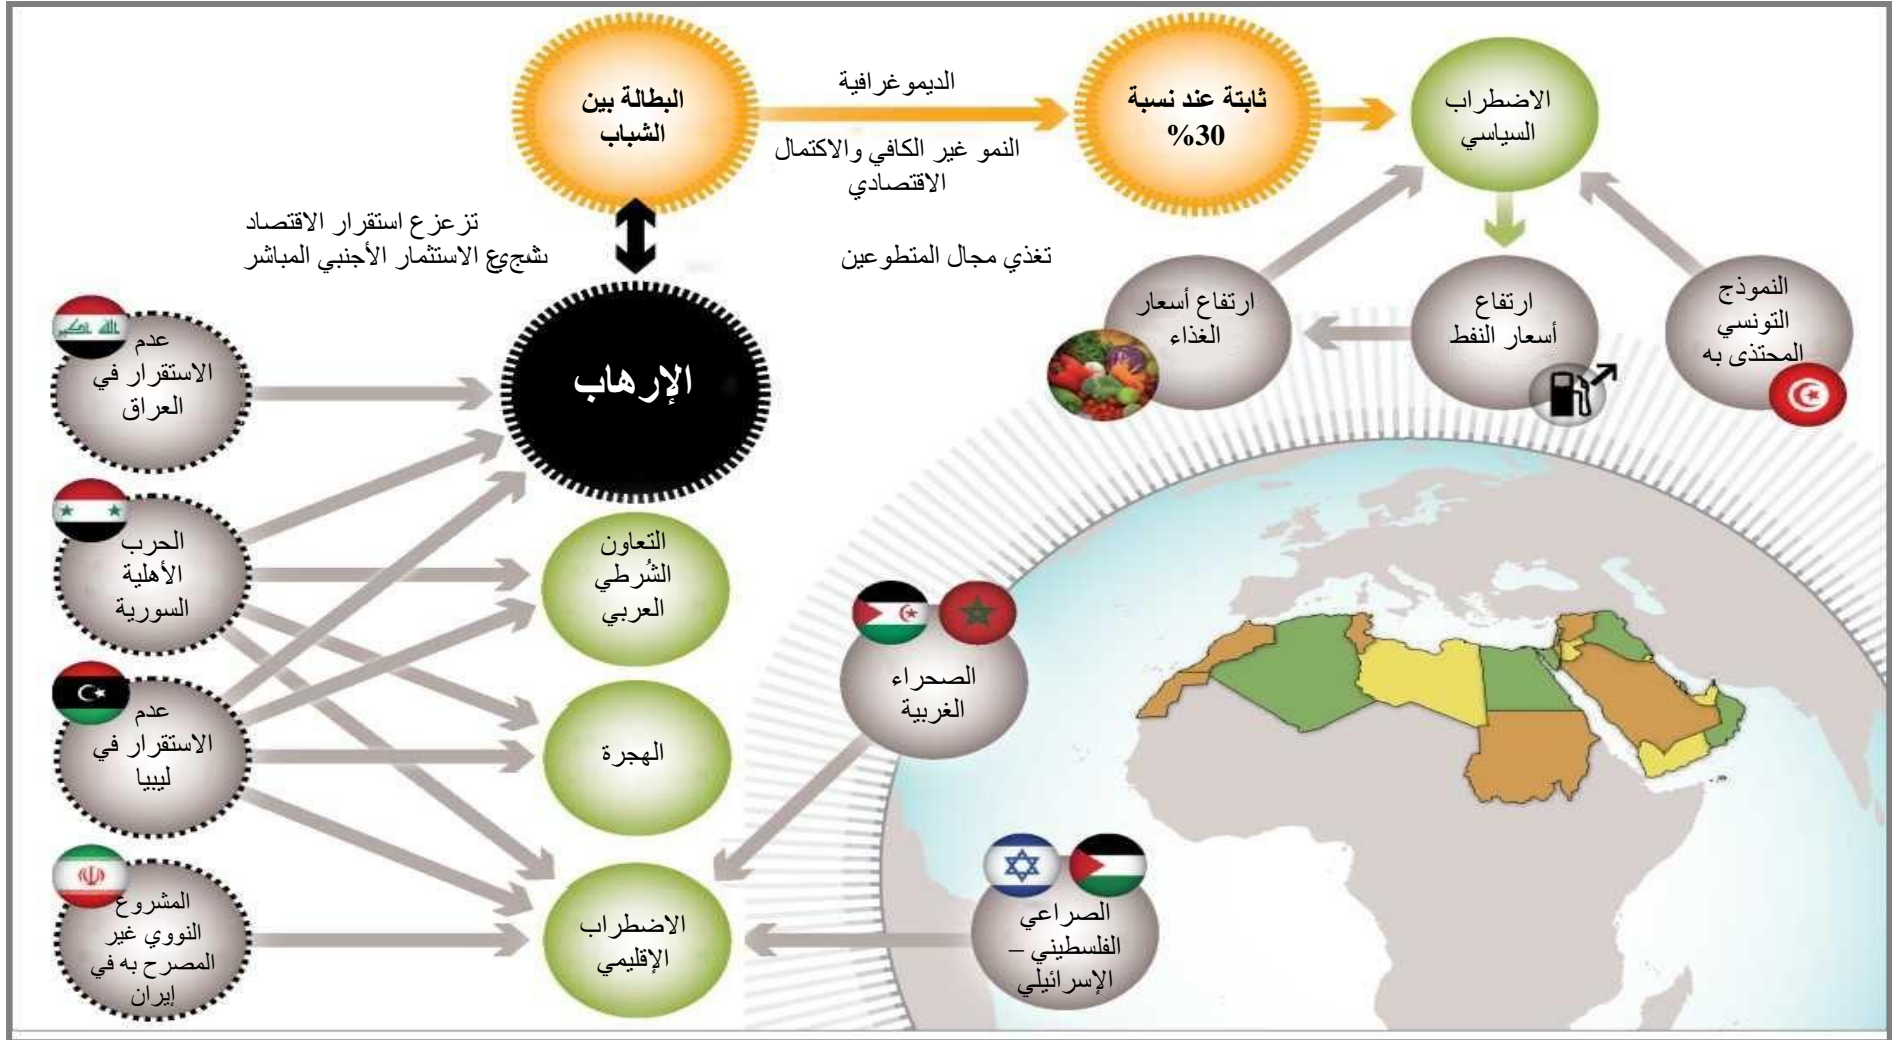 البطالة بين
الشباب
الديموغرافية
النمو غير الكافي والاكتمال
الاقتصادي
ثابتة عند نسبة
%30
الاضطراب
السياسي
تزعزع استقرار الاقتصاد
الاستثمار الأجنبي المباشر
تغذي مجال المتطوعين
النموذج
التونسي
المحتذى به
ارتفاع
أسعار النفط
ارتفاع أسعار
الغذاء
الإرهاب
عدم
الاستقرار في
العراق
الحرب
الأهلية
السورية
عدم
الاستقرار في
ليبيا
المشروع
النووي غير
المصرح به في
إيران
التعاون
الشُرطي
العربي
الهجرة
الاضطراب
الإقليمي
الصحراء
الغربية
الصراعي
الفلسطيني –
الإسرائيلي